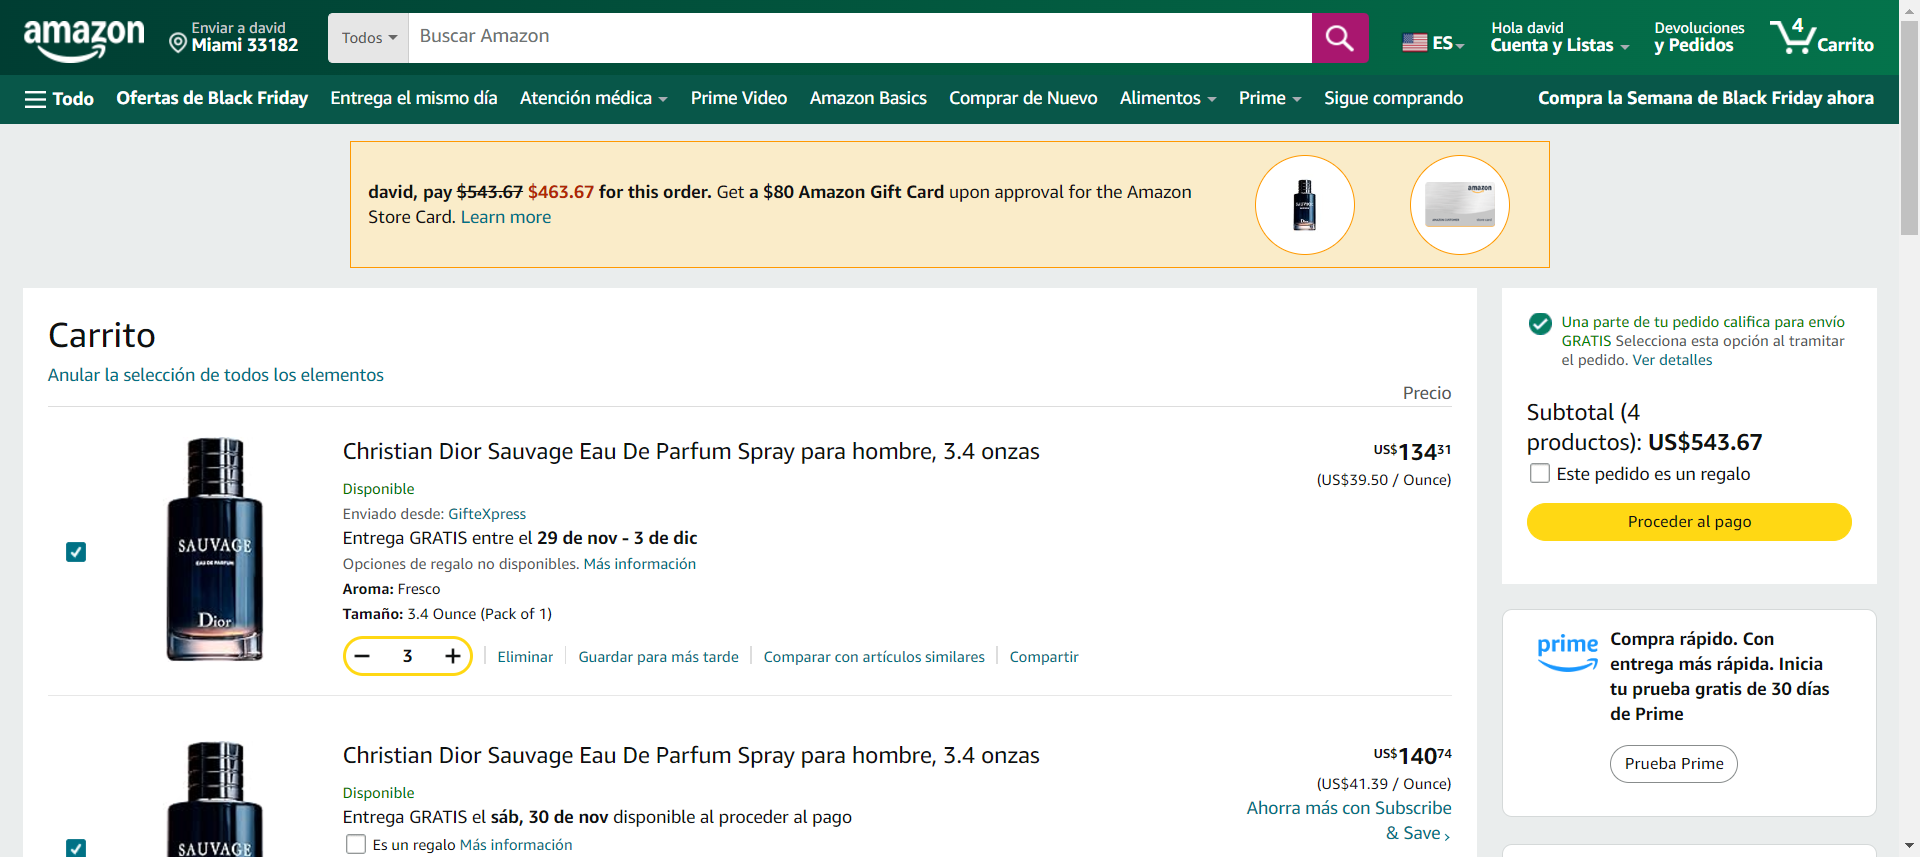 amazon
Enviar a david
Miami 33182
Todos
Buscar Amazon
ES
Hola david
Cuenta y Listas
Devoluciones
y Pedidos
4
Carrito
Todo
Ofertas de Black Friday
Entrega el mismo día
Atención médica
Prime Video
Amazon Basics
Comprar de Nuevo
Alimentos
Prime
Sigue comprando
Compra la Semana de Black Friday ahora
david, pay $543.67 $463.67 for this order. Get a $80 Amazon Gift Card upon approval for the Amazon
Store Card. Learn more
SAUVAGE
Dior
amazon
Carrito
Anular la selección de todos los elementos
Precio
SAUVAGE
EAU DE PARFUM
Dior
Christian Dior Sauvage Eau De Parfum Spray para hombre, 3.4 onzas
US$13431
(US$39.50 / Ounce)
Disponible
Enviado desde: GifteXpress
Entrega GRATIS entre el 29 de nov - 3 de dic
Opciones de regalo no disponibles. Más información
Aroma: Fresco
Tamaño: 3.4 Ounce (Pack of 1)
3
Eliminar
Guardar para más tarde
Comparar con artículos similares
Compartir
SAUVAGE
Christian Dior Sauvage Eau De Parfum Spray para hombre, 3.4 onzas
US$14074
(US$41.39 / Ounce)
Ahorra más con Subscribe
& Save
Disponible
Entrega GRATIS el sáb, 30 de nov disponible al proceder al pago
Es un regalo Más información
Una parte de tu pedido califica para envío
GRATIS Selecciona esta opción al tramitar
el pedido. Ver detalles
Subtotal (4
productos): US$543.67
Este pedido es un regalo
Proceder al pago
prime
Compra rápido. Con
entrega más rápida. Inicia
tu prueba gratis de 30 días
de Prime
Prueba Prime